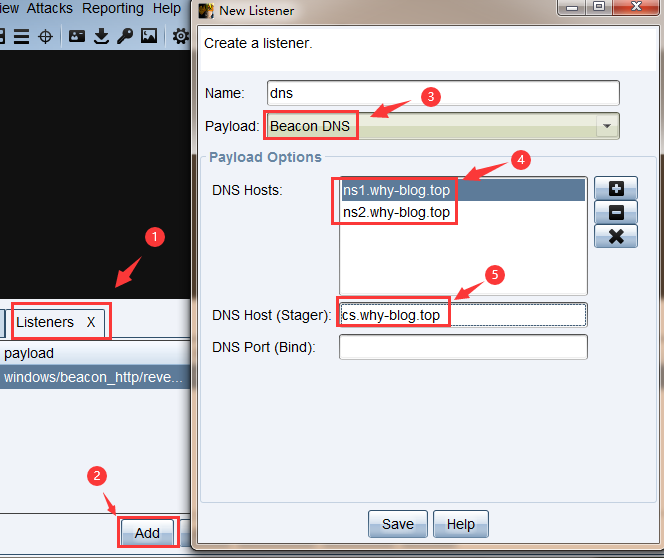 iew Attacks Reporting Help
New Listener
Create a listener.
Name: dns
Payload: Beacon DNS
3
Payload Options
DNS Hosts: ns1.why-blog.top
ns2.why-blog.top
4
1
5
Listeners X
DNS Host (Stager): cs.why-blog.top
payload
DNS Port (Bind):
windows/beacon_http/reve...
2
Add
Save Help